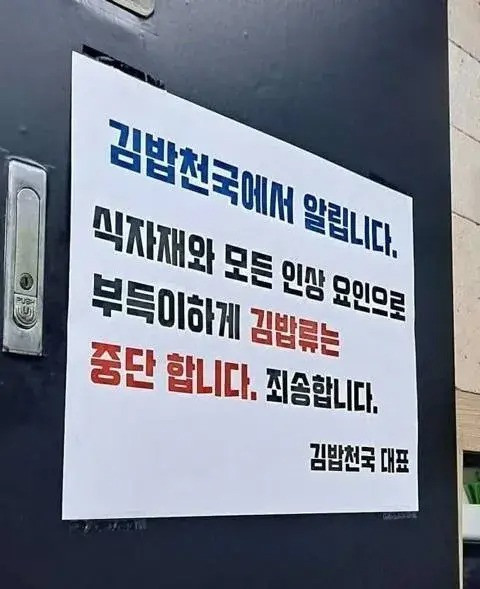 김밥천국에서 알립니다.
식자재와 모든 인상 요인으로
부득이하게 김밥류는
중단 합니다. 죄송합니다.
김밥천국 대표
PUSH